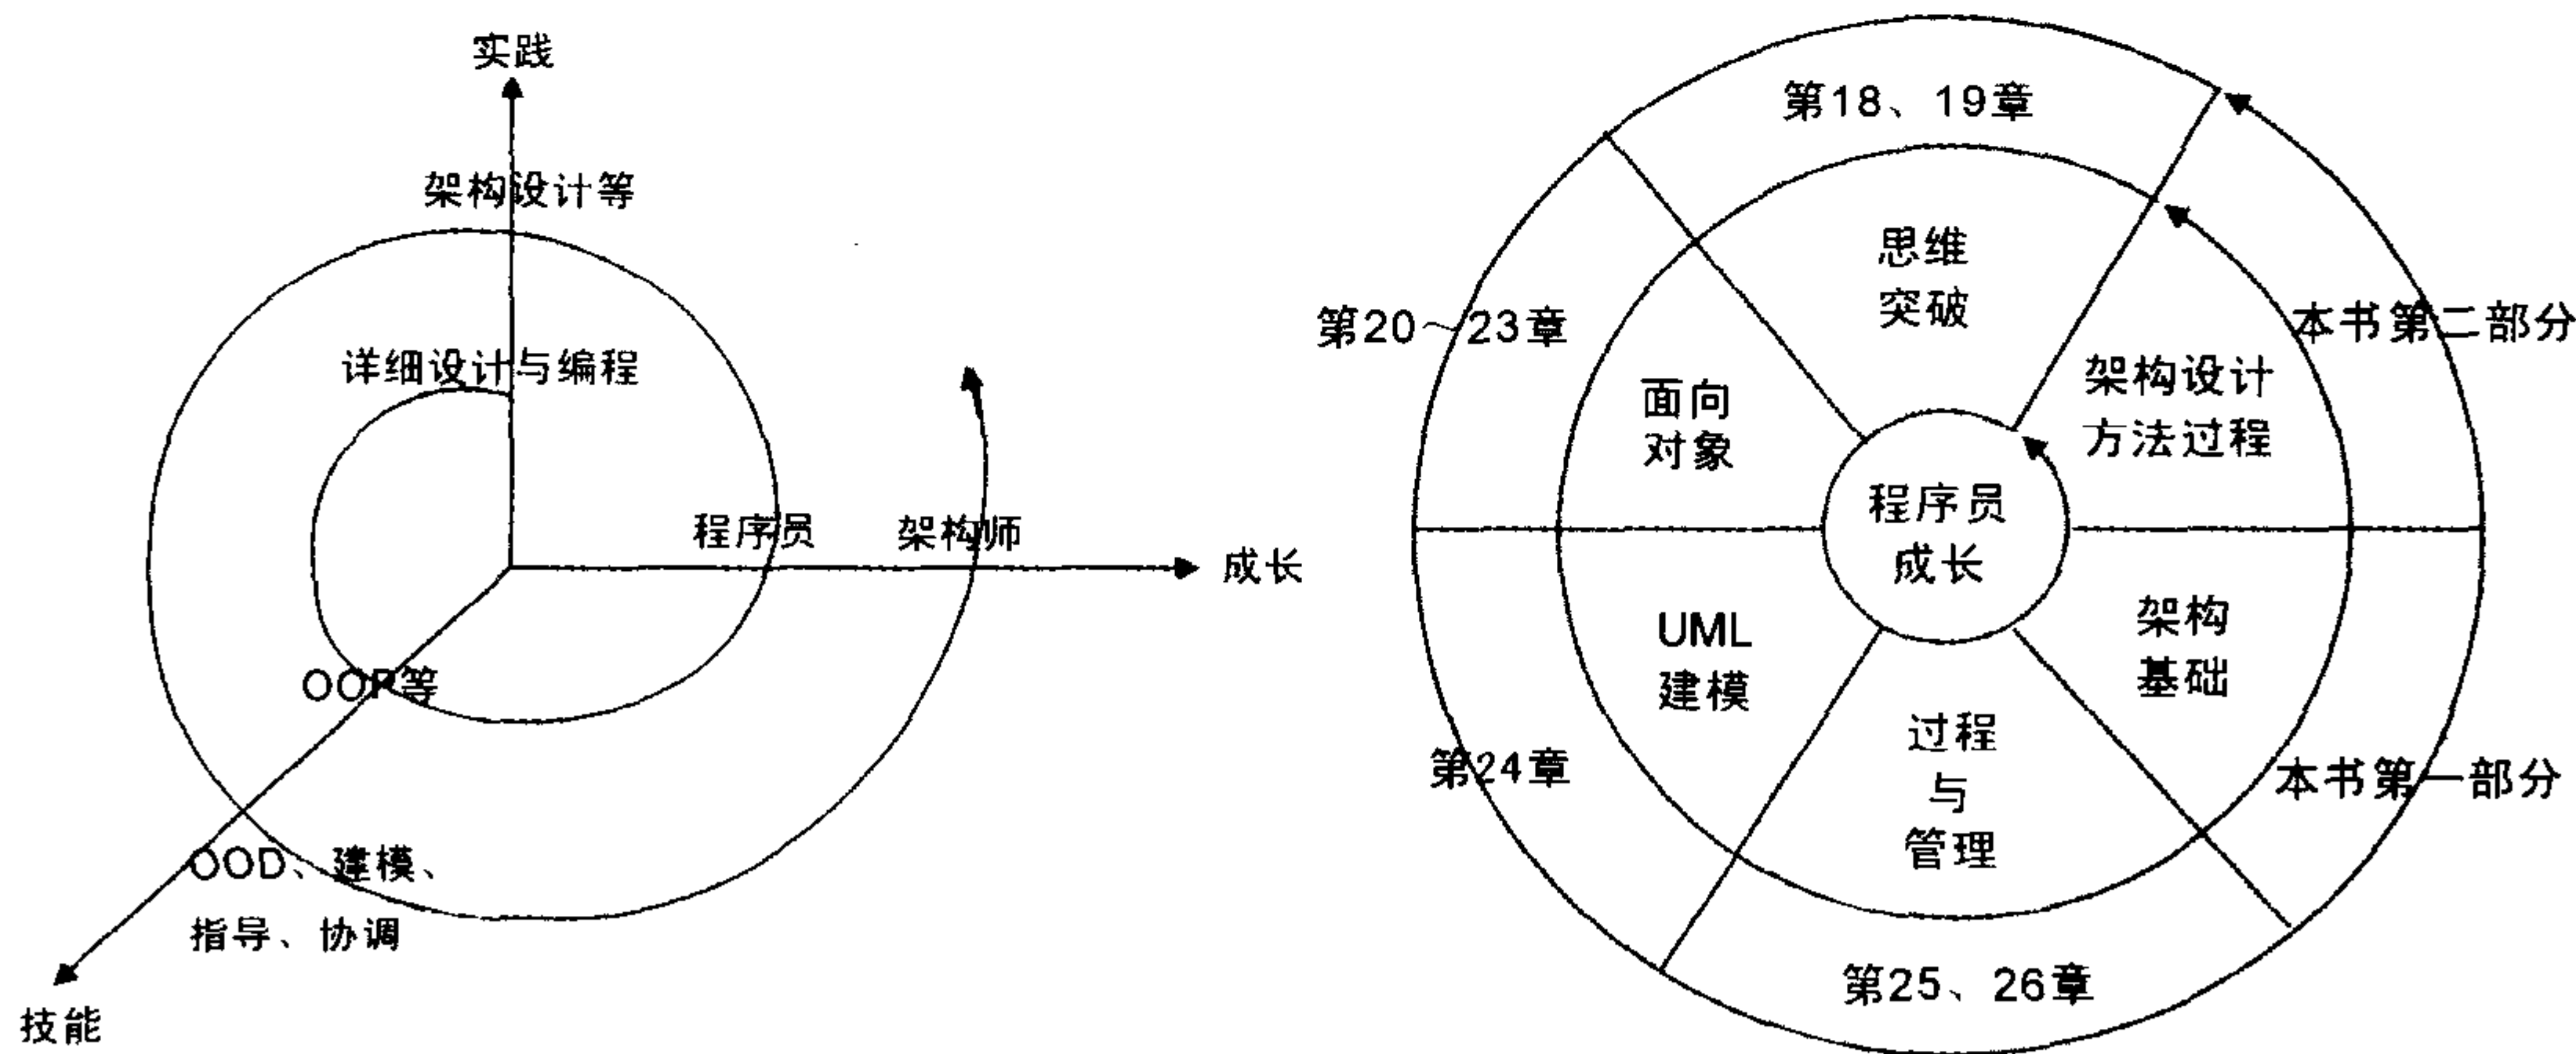 实践
架构设计等
详细设计与编程
程序员
架构师
成长
OOP等
OOD、建模、
指导、协调
技能
第18、19章
思维
突破
第20～23章
本书第二部分
面向
对象
架构设计
方法过程
程序员
成长
UML
建模
架构
基础
过程
与
管理
第24章
本书第一部分
第25、26章